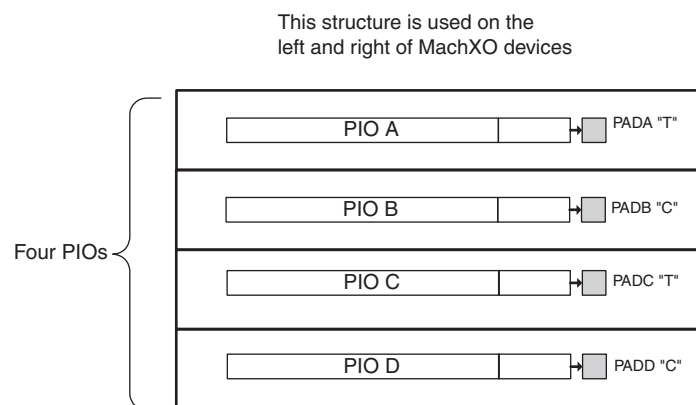 This structure is used on the
left and right of MachXO devices
PIO A
PADA "T"
PIO B
PADB "C"
Four PIOs
PIO C
PADC "T"
PIO D
PADD "C"